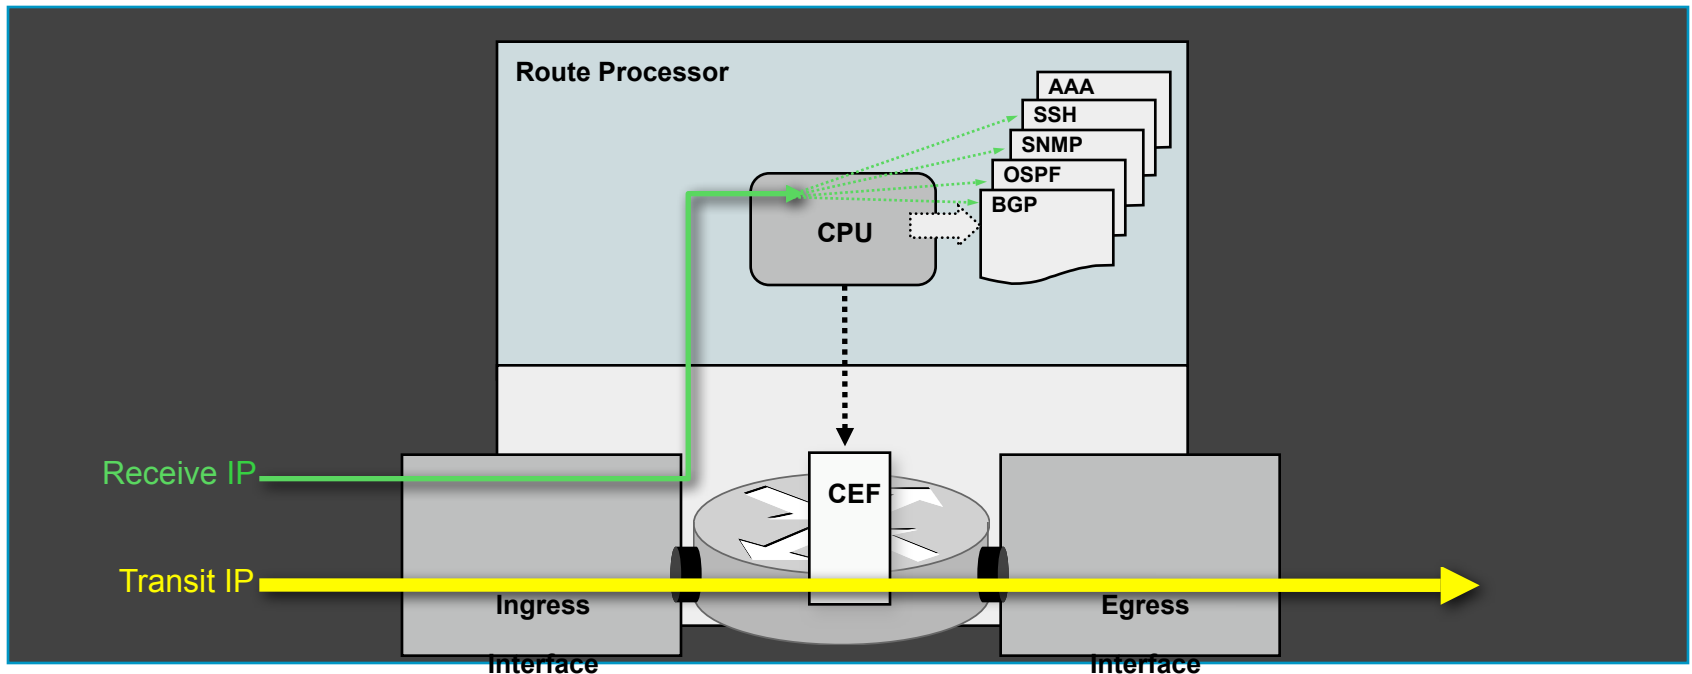 Route Processor
AAA
SSH
SNMP
OSPF
BGP
CPU
Receive IP
CEF
Transit IP
Ingress
Interface
Egress
Interface